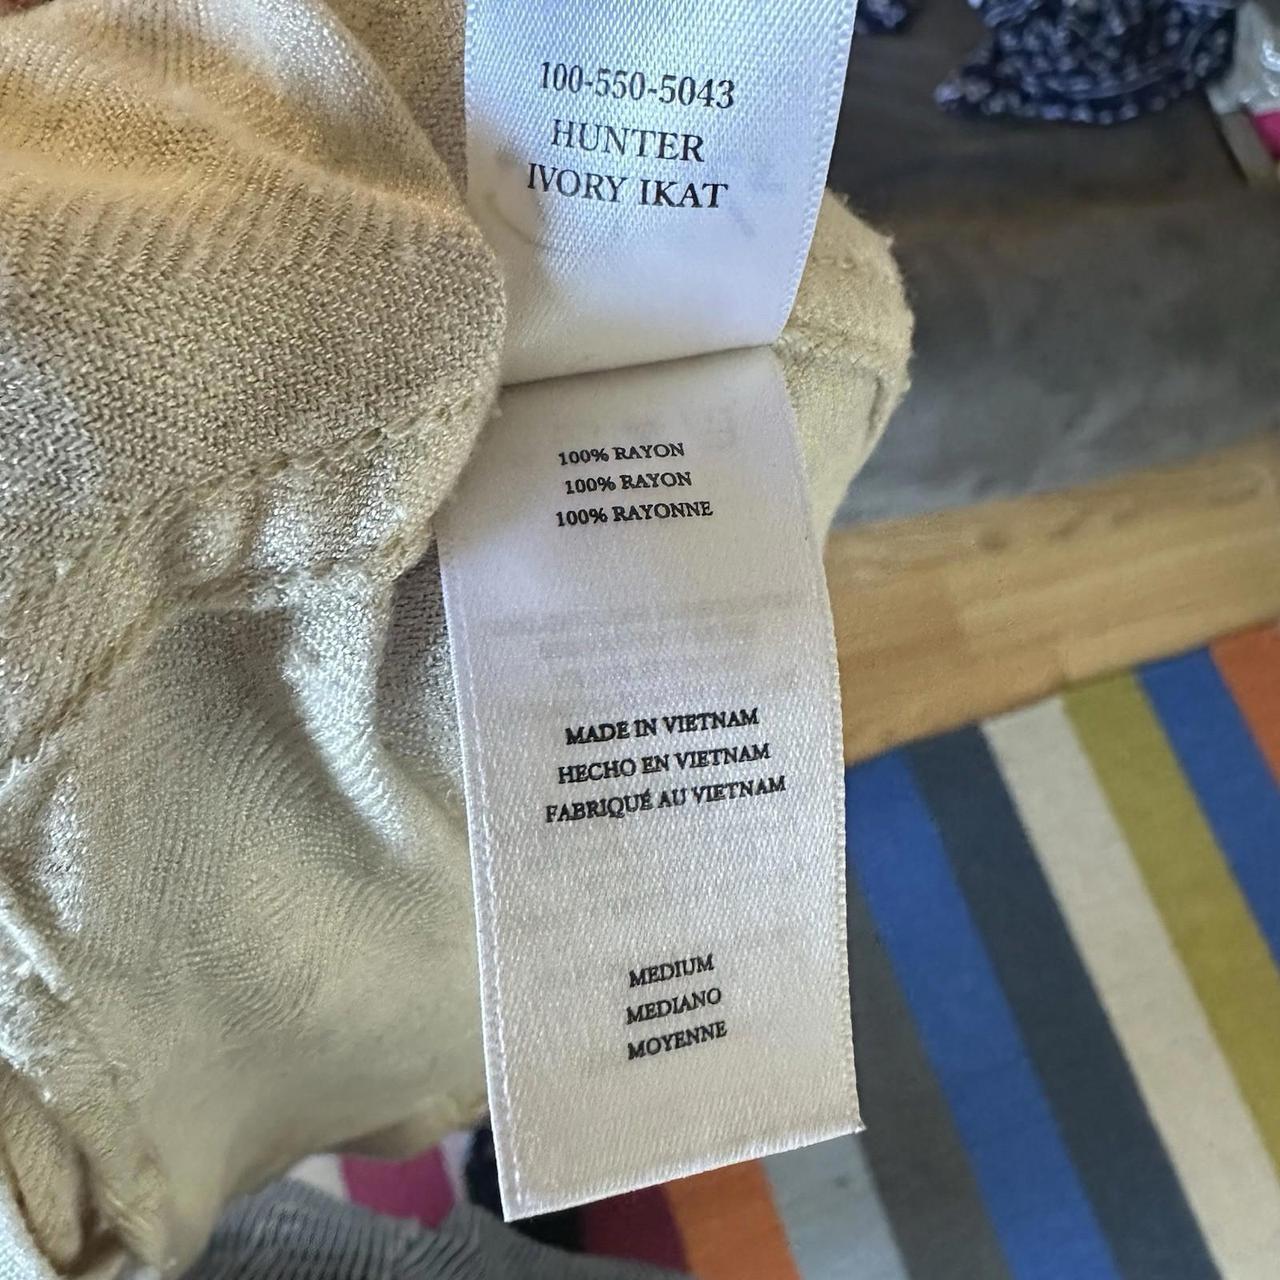 100-550-5043
HUNTER
IVORY IKAT
100% RAYON
100% RAYON
100% RAYONNE
MADE IN VIETNAM
HECHO EN VIETNAM
FABRIQUÉ AU VIETNAM
MEDIUM
MEDIANO
MOYENNE